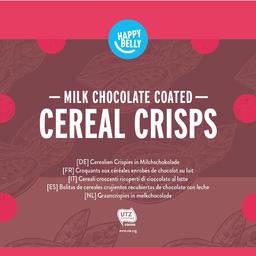 HAPPY
BELLY
— MILK CHOCOLATE COATED —
CEREAL CRISPS
[DE] Cerealien Crispies in Milchschokolade
[FR] Croquants aux céréales enrobés de chocolat au lait
[IT] Cereali croccanti ricoperti di cioccolato al latte
[ES] Bolitas de cereales crujientes recubiertas de chocolate con leche
[NL] Graancrispies in melkchocolade
UTZ
www.utz.org